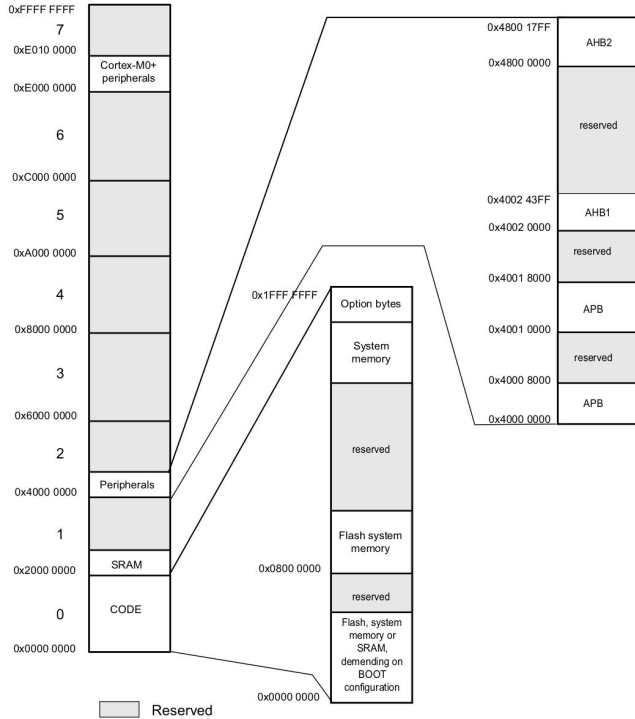 0xFFFF FFFF
7
0xE010 0000
Cortex-M0+
peripherals
0xE000 0000
6
0xC000 0000
5
0xA000 0000
4
0x8000 0000
3
0x6000 0000
2
Peripherals
0x4000 0000
1
SRAM
0x2000 0000
CODE
0
0x0000 0000
0x1FFF FFFF
Option bytes
System
memory
reserved
Flash system
memory
0x0800 0000
reserved
Flash, system
memory or
SRAM,
demending on
BOOT
configuration
0x0000 0000
0x4800 17FF
AHB2
0x4800 0000
reserved
0x4002 43FF
AHB1
0x4002 0000
reserved
0x4001 8000
APB
0x4001 0000
reserved
0x4000 8000
APB
0x4000 0000
Reserved